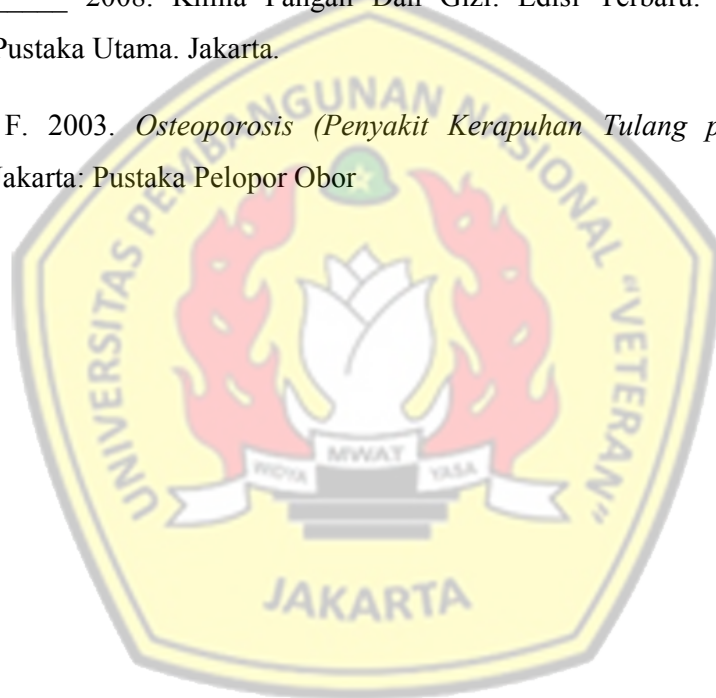 _____ 2008. Kimia Pangan Dan Gizi. Edisi Terbaru.
Pustaka Utama. Jakarta.
F. 2003. Osteoporosis (Penyakit Kerapuhan Tulang p
Jakarta: Pustaka Pelopor Obor
UNIVERSITAS PEMBANGUNAN NASIONAL "VETERAN"
WIDYA MWAT YASA
JAKARTA